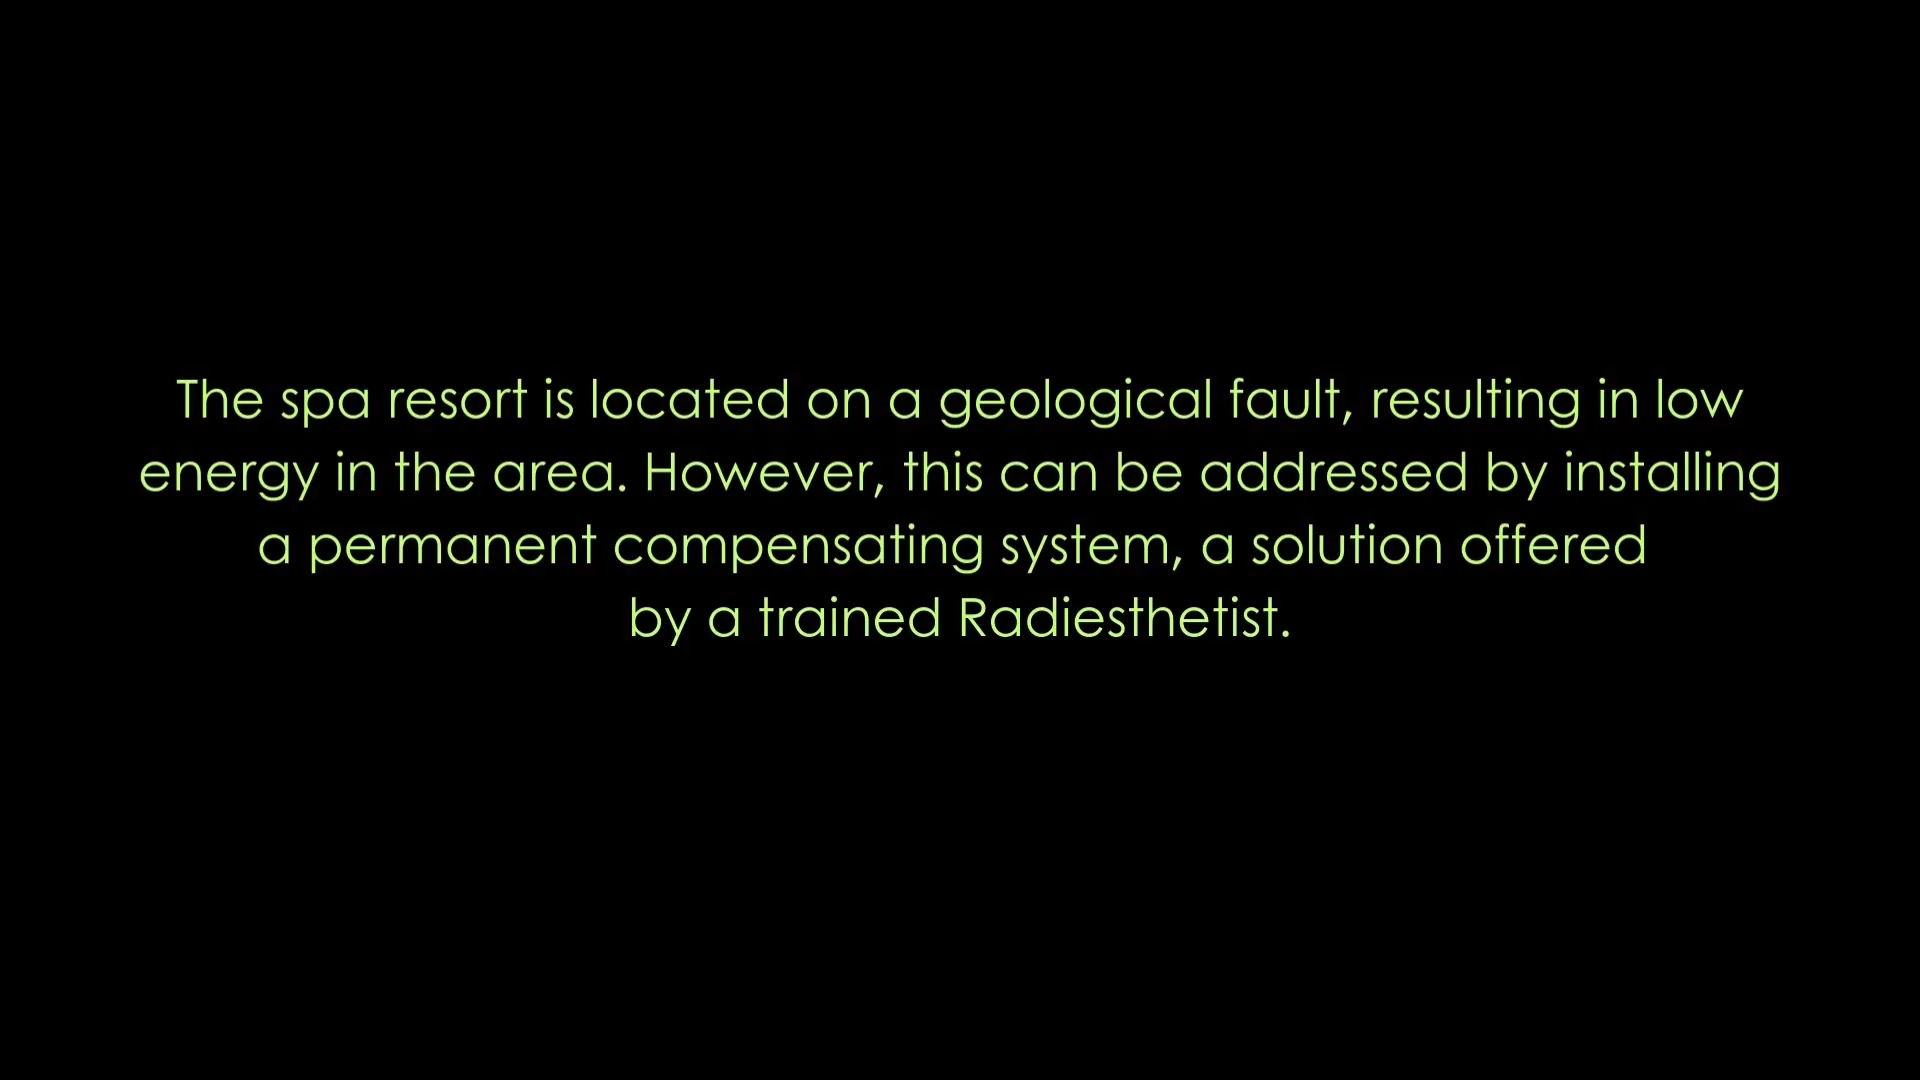 The spa resort is located on a geological fault, resulting in low
energy in the area. However, this can be addressed by installing
a permanent compensating system, a solution offered
by a trained Radiesthetist.